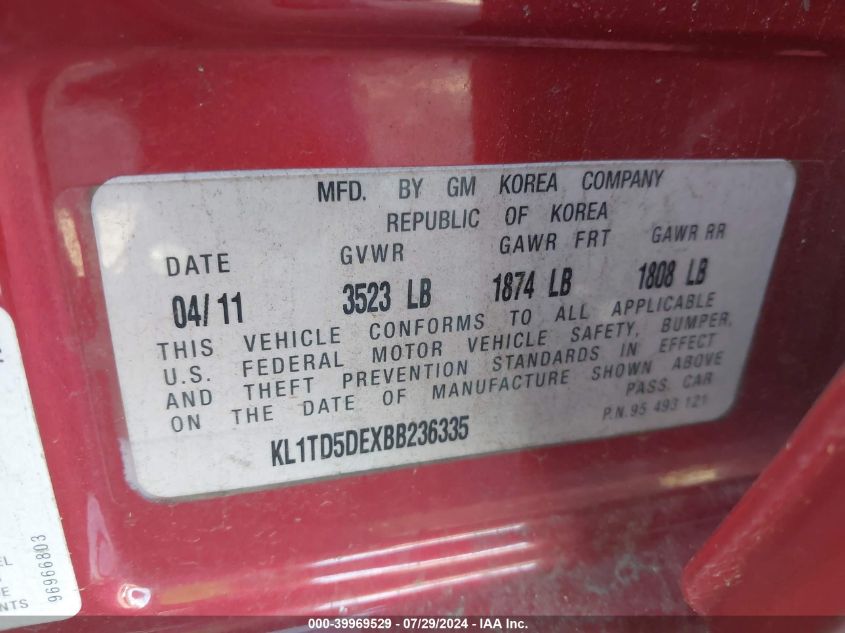 MFD. BY GM KOREA COMPANY
REPUBLIC OF KOREA
DATE GVWR GAWR FRT GAWR RR
04/11 3523 LB 1874 LB 1808 LB
THIS VEHICLE CONFORMS TO ALL APPLICABLE
U.S. FEDERAL MOTOR VEHICLE SAFETY, BUMPER,
AND THEFT PREVENTION STANDARDS IN EFFECT
ON THE DATE OF MANUFACTURE SHOWN ABOVE
PASS. CAR
P.N. 95 493 121
KL1TD5DEXBB236335
96966803
EL
NTS
000-39969529 | 07/29/2024 - IAA Inc.